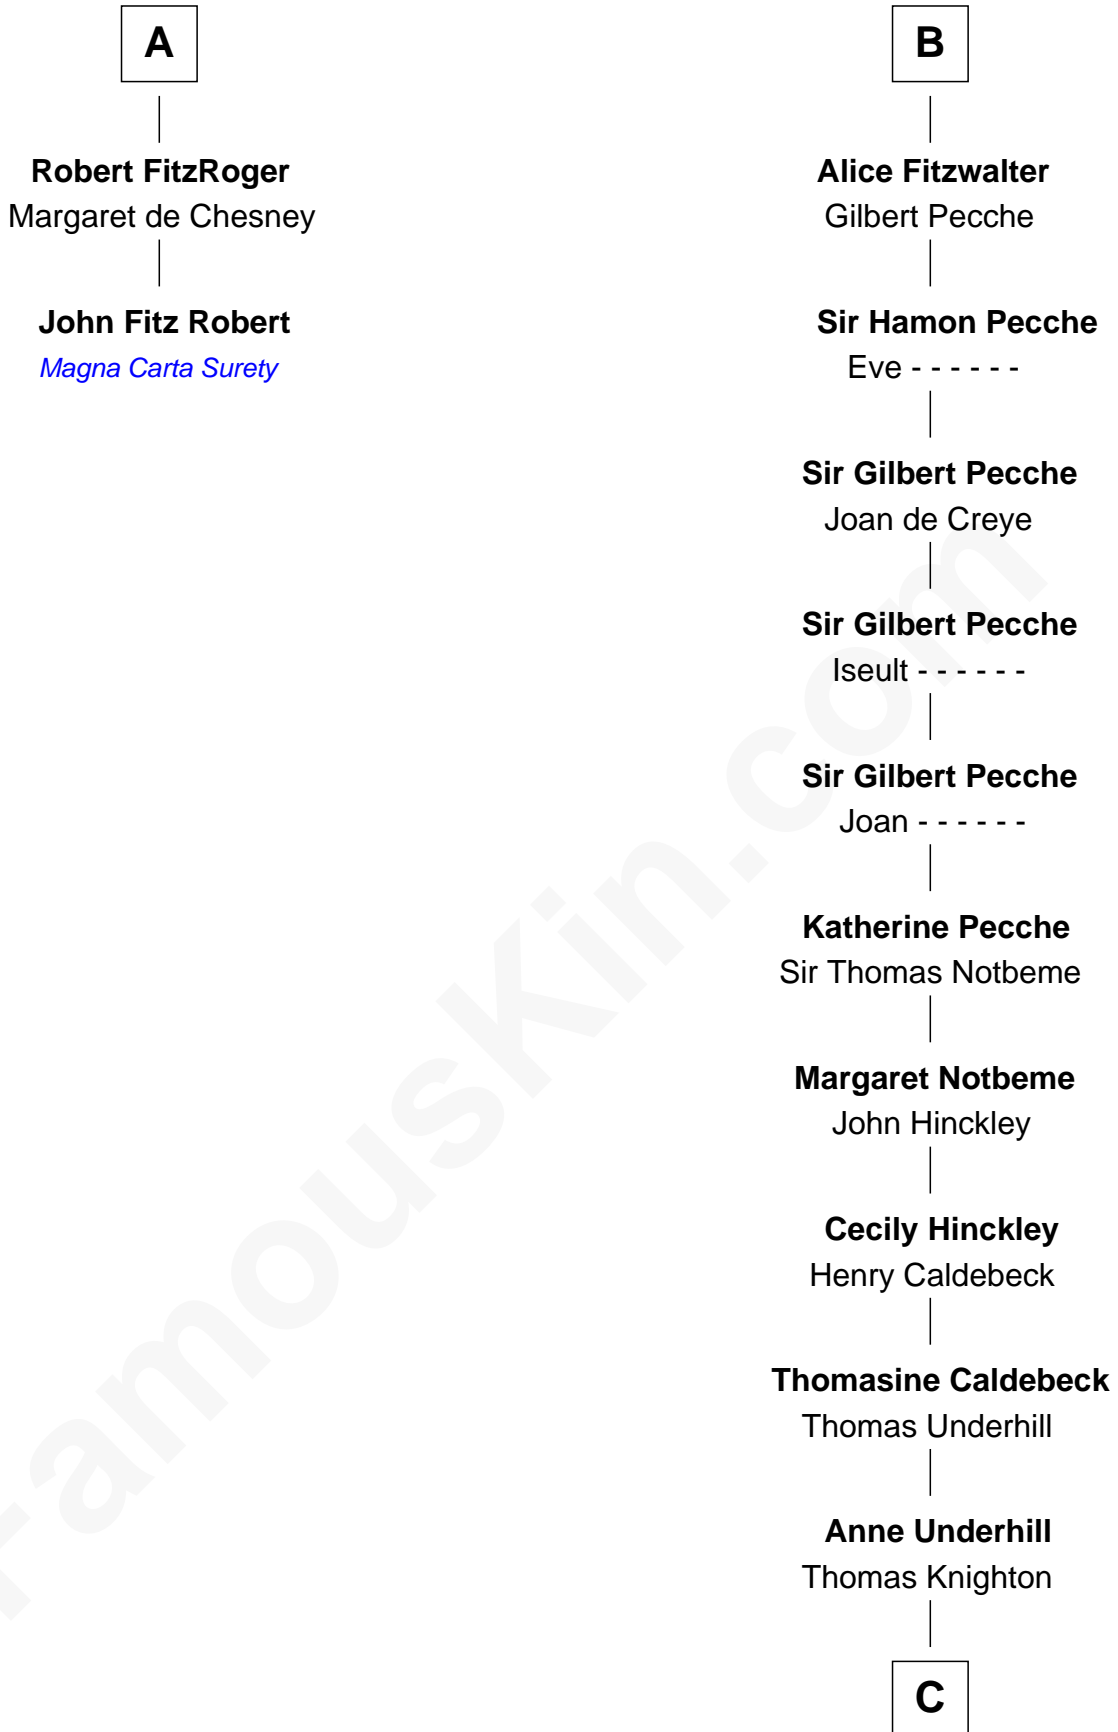 A
Robert FitzRoger
Margaret de Chesney
John Fitz Robert
Magna Carta Surety
B
Alice Fitzwalter
Gilbert Pecche
Sir Hamon Pecche
Eve - - - - - -
Sir Gilbert Pecche
Joan de Creye
Sir Gilbert Pecche
Iseult - - - - - -
Sir Gilbert Pecche
Joan - - - - - -
Katherine Pecche
Sir Thomas Notbeme
Margaret Notbeme
John Hinckley
Cecily Hinckley
Henry Caldebeck
Thomasine Caldebeck
Thomas Underhill
Anne Underhill
Thomas Knighton
C
FamousKin.com